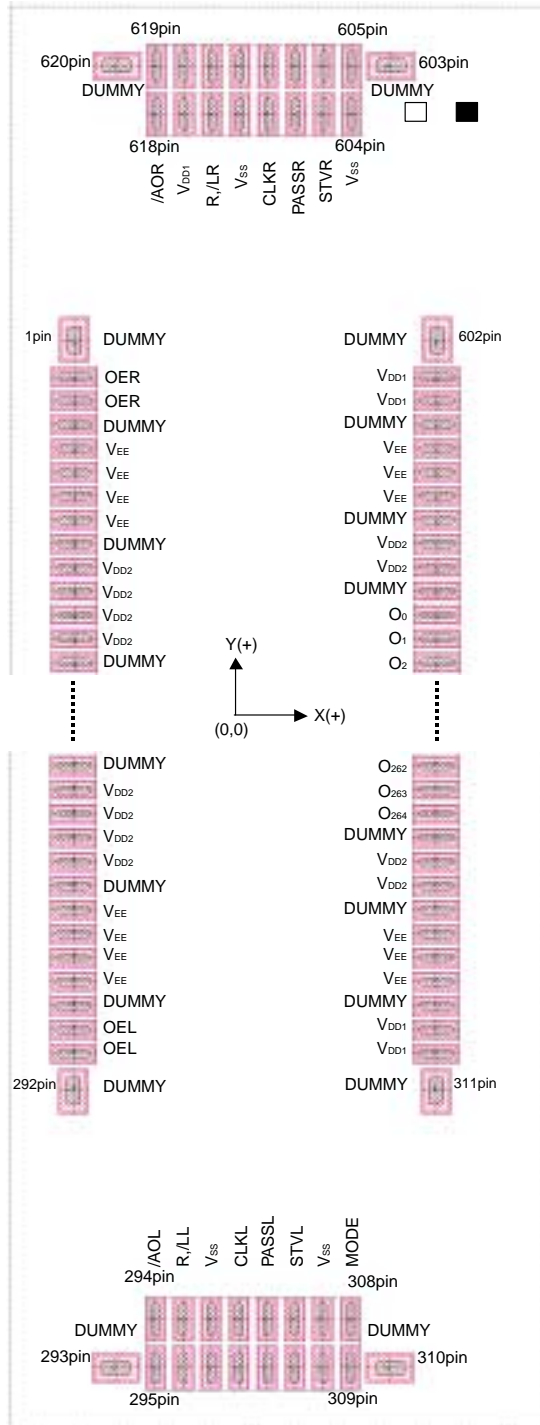 619pin 605pin
620pin 603pin
DUMMY DUMMY
618pin 604pin
/AOR VDD1 R,/LR VSS CLKR PASSR STVR VSS
1pin DUMMY DUMMY 602pin
OER VDD1
OER VDD1
DUMMY DUMMY
VEE VEE
VEE VEE
VEE VEE
VEE DUMMY
DUMMY VDD2
VDD2 VDD2
VDD2 DUMMY
VDD2 O0
VDD2 O1
DUMMY O2
Y(+)
X(+)
(0,0)
DUMMY O262
VDD2 O263
VDD2 O264
VDD2 DUMMY
VDD2 VDD2
DUMMY VDD2
VEE DUMMY
VEE VEE
VEE VEE
VEE VEE
DUMMY DUMMY
OEL VDD1
OEL VDD1
292pin DUMMY DUMMY 311pin
/AOL R,/LL VSS CLKL PASSL STVL VSS MODE
294pin 308pin
DUMMY DUMMY
293pin 310pin
295pin 309pin